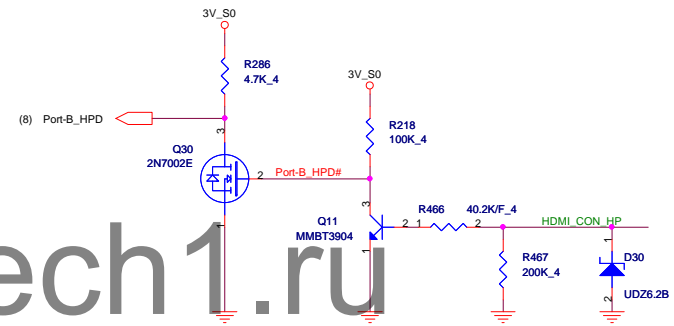 3V_S0
R286
4.7K_4
3V_S0
(8) Port-B_HPD
3
R218
100K_4
Q30
2N7002E
2
Port-B_HPD#
1
3
Q11
MMBT3904
2
1
R466
40.2K/F_4
1
2
HDMI_CON_HP
R467
200K_4
1
D30
2
UDZ6.2B
ech1.ru